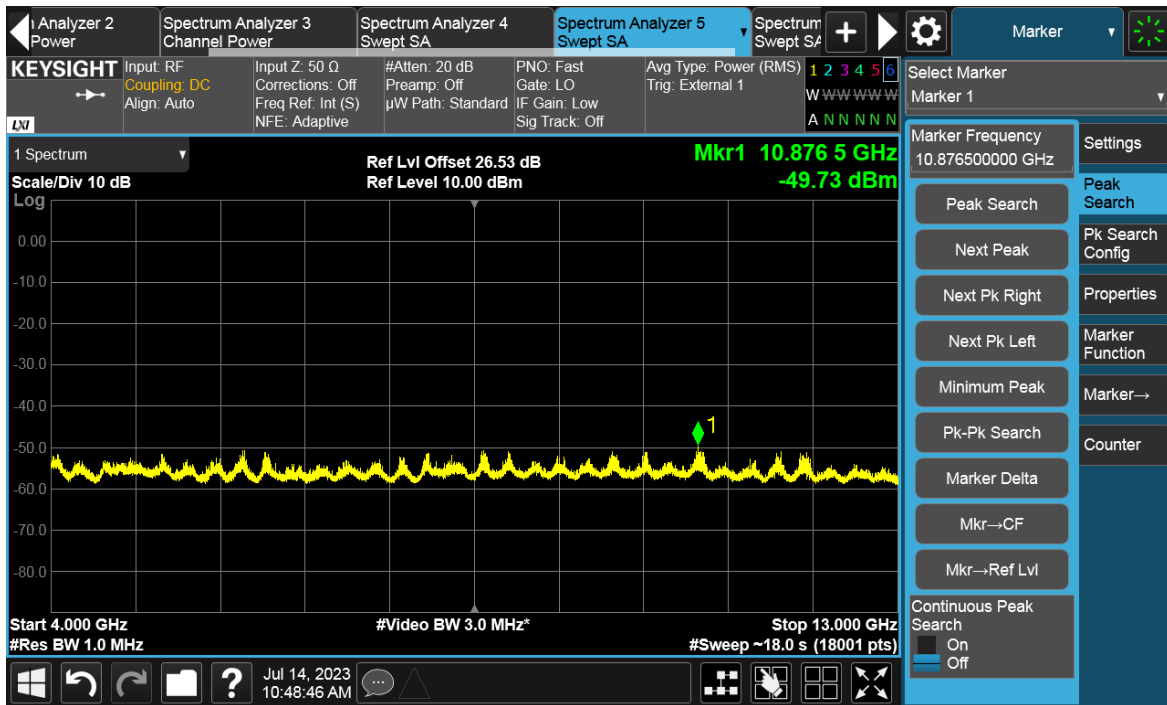 Analyzer 2
Power
Spectrum Analyzer 3
Channel Power
Spectrum Analyzer 4
Swept SA
Spectrum Analyzer 5
Swept SA
Spectrum
Swept SA
+
Marker
KEYSIGHT
LXI
Input: RF
Coupling: DC
Align: Auto
Input Z: 50 Ω
Corrections: Off
Freq Ref: Int (S)
NFE: Adaptive
#Atten: 20 dB
Preamp: Off
µW Path: Standard
PNO: Fast
Gate: LO
IF Gain: Low
Sig Track: Off
Avg Type: Power (RMS)
Trig: External 1
1 2 3 4 5 6
W W W W W W
A N N N N N
Select Marker
Marker 1
1 Spectrum
Scale/Div 10 dB
Log
Ref Lvl Offset 26.53 dB
Ref Level 10.00 dBm
Mkr1 10.876 5 GHz
-49.73 dBm
0.00
-10.0
-20.0
-30.0
-40.0
-50.0
-60.0
-70.0
-80.0
1
Start 4.000 GHz
#Res BW 1.0 MHz
#Video BW 3.0 MHz*
Stop 13.000 GHz
#Sweep ~18.0 s (18001 pts)
Marker Frequency
10.876500000 GHz
Peak Search
Next Peak
Next Pk Right
Next Pk Left
Minimum Peak
Pk-Pk Search
Marker Delta
Mkr→CF
Mkr→Ref Lvl
Continuous Peak
Search
On
Off
Settings
Peak
Search
Pk Search
Config
Properties
Marker
Function
Marker→
Counter
?
Jul 14, 2023
10:48:46 AM